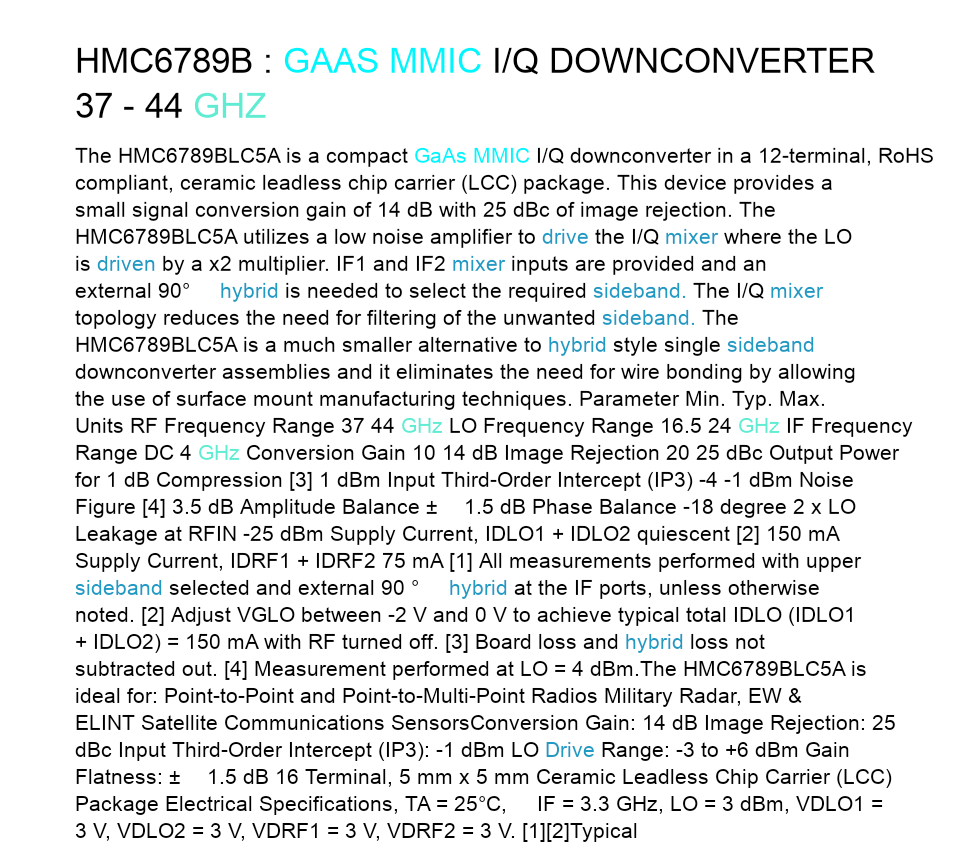 HMC6789B : GAAS MMIC I/Q DOWNCONVERTER
37 - 44 GHZ
The HMC6789BLC5A is a compact GaAs MMIC I/Q downconverter in a 12-terminal, RoHS
compliant, ceramic leadless chip carrier (LCC) package. This device provides a
small signal conversion gain of 14 dB with 25 dBc of image rejection. The
HMC6789BLC5A utilizes a low noise amplifier to drive the I/Q mixer where the LO
is driven by a x2 multiplier. IF1 and IF2 mixer inputs are provided and an
external 90° hybrid is needed to select the required sideband. The I/Q mixer
topology reduces the need for filtering of the unwanted sideband. The
HMC6789BLC5A is a much smaller alternative to hybrid style single sideband
downconverter assemblies and it eliminates the need for wire bonding by allowing
the use of surface mount manufacturing techniques. Parameter Min. Typ. Max.
Units RF Frequency Range 37 44 GHz LO Frequency Range 16.5 24 GHz IF Frequency
Range DC 4 GHz Conversion Gain 10 14 dB Image Rejection 20 25 dBc Output Power
for 1 dB Compression [3] 1 dBm Input Third-Order Intercept (IP3) -4 -1 dBm Noise
Figure [4] 3.5 dB Amplitude Balance ± 1.5 dB Phase Balance -18 degree 2 x LO
Leakage at RFIN -25 dBm Supply Current, IDLO1 + IDLO2 quiescent [2] 150 mA
Supply Current, IDRF1 + IDRF2 75 mA [1] All measurements performed with upper
sideband selected and external 90 ° hybrid at the IF ports, unless otherwise
noted. [2] Adjust VGLO between -2 V and 0 V to achieve typical total IDLO (IDLO1
+ IDLO2) = 150 mA with RF turned off. [3] Board loss and hybrid loss not
subtracted out. [4] Measurement performed at LO = 4 dBm.The HMC6789BLC5A is
ideal for: Point-to-Point and Point-to-Multi-Point Radios Military Radar, EW &
ELINT Satellite Communications SensorsConversion Gain: 14 dB Image Rejection: 25
dBc Input Third-Order Intercept (IP3): -1 dBm LO Drive Range: -3 to +6 dBm Gain
Flatness: ± 1.5 dB 16 Terminal, 5 mm x 5 mm Ceramic Leadless Chip Carrier (LCC)
Package Electrical Specifications, TA = 25°C, IF = 3.3 GHz, LO = 3 dBm, VDLO1 =
3 V, VDLO2 = 3 V, VDRF1 = 3 V, VDRF2 = 3 V. [1][2]Typical